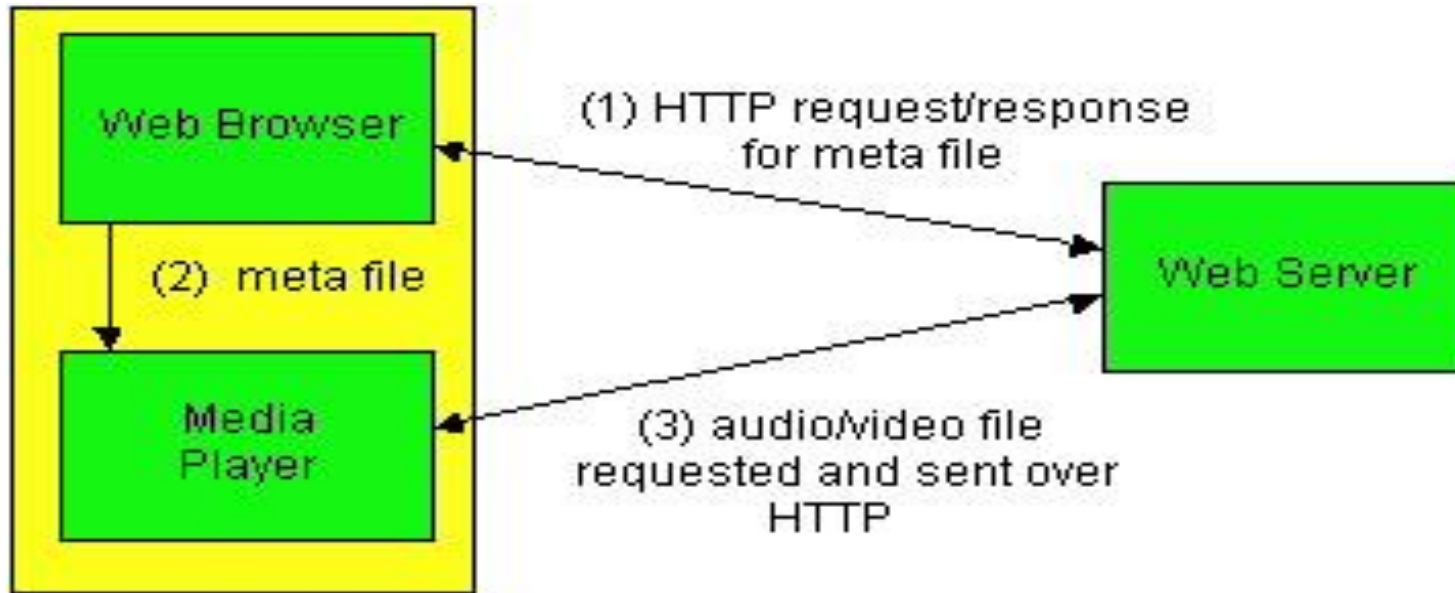 Web Browser
(1) HTTP request/response
for meta file
Web Server
(2) meta file
Media
Player
(3) audio/video file
requested and sent over
HTTP